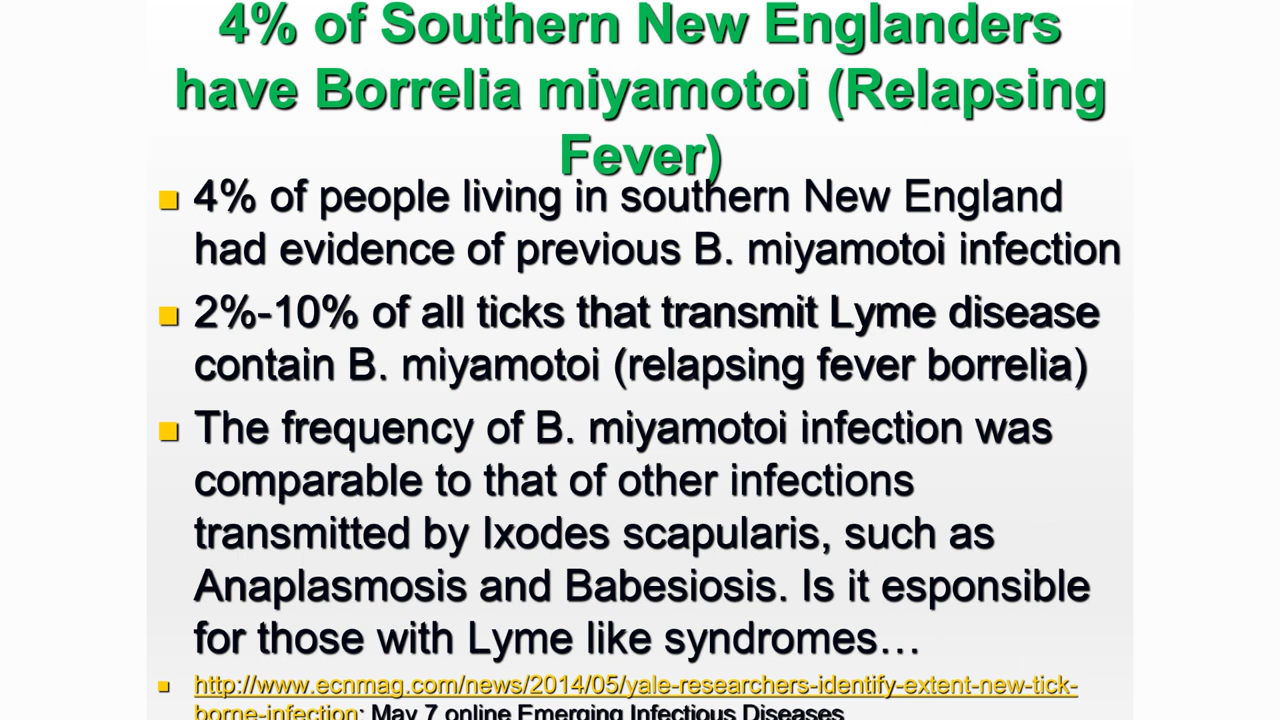 4% of Southern New Englanders
have Borrelia miyamotoi (Relapsing
Fever)
4% of people living in southern New England
had evidence of previous B. miyamotoi infection
2%-10% of all ticks that transmit Lyme disease
contain B. miyamotoi (relapsing fever borrelia)
The frequency of B. miyamotoi infection was
comparable to that of other infections
transmitted by Ixodes scapularis, such as
Anaplasmosis and Babesiosis. Is it esponsible
for those with Lyme like syndromes…
http://www.ecnmag.com/news/2014/05/yale-researchers-identify-extent-new-tick-
borne-infection; May 7 online Emerging Infectious Diseases